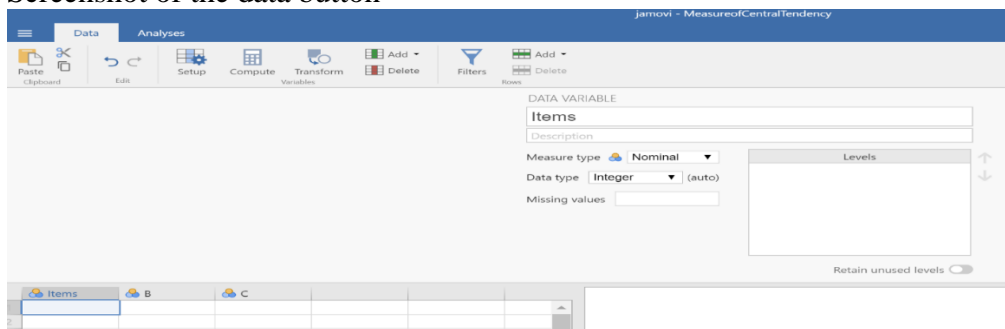 Screenshot of the data button
jamovi - MeasureofCentralTendency
Data Analyses
Paste Setup Compute Transform Add Delete Filters Add Delete
Clipboard Edit Variables Rows
DATA VARIABLE
Items
Description
Measure type Nominal
Levels
Data type Integer (auto)
Missing values
Retain unused levels
Items B C
2